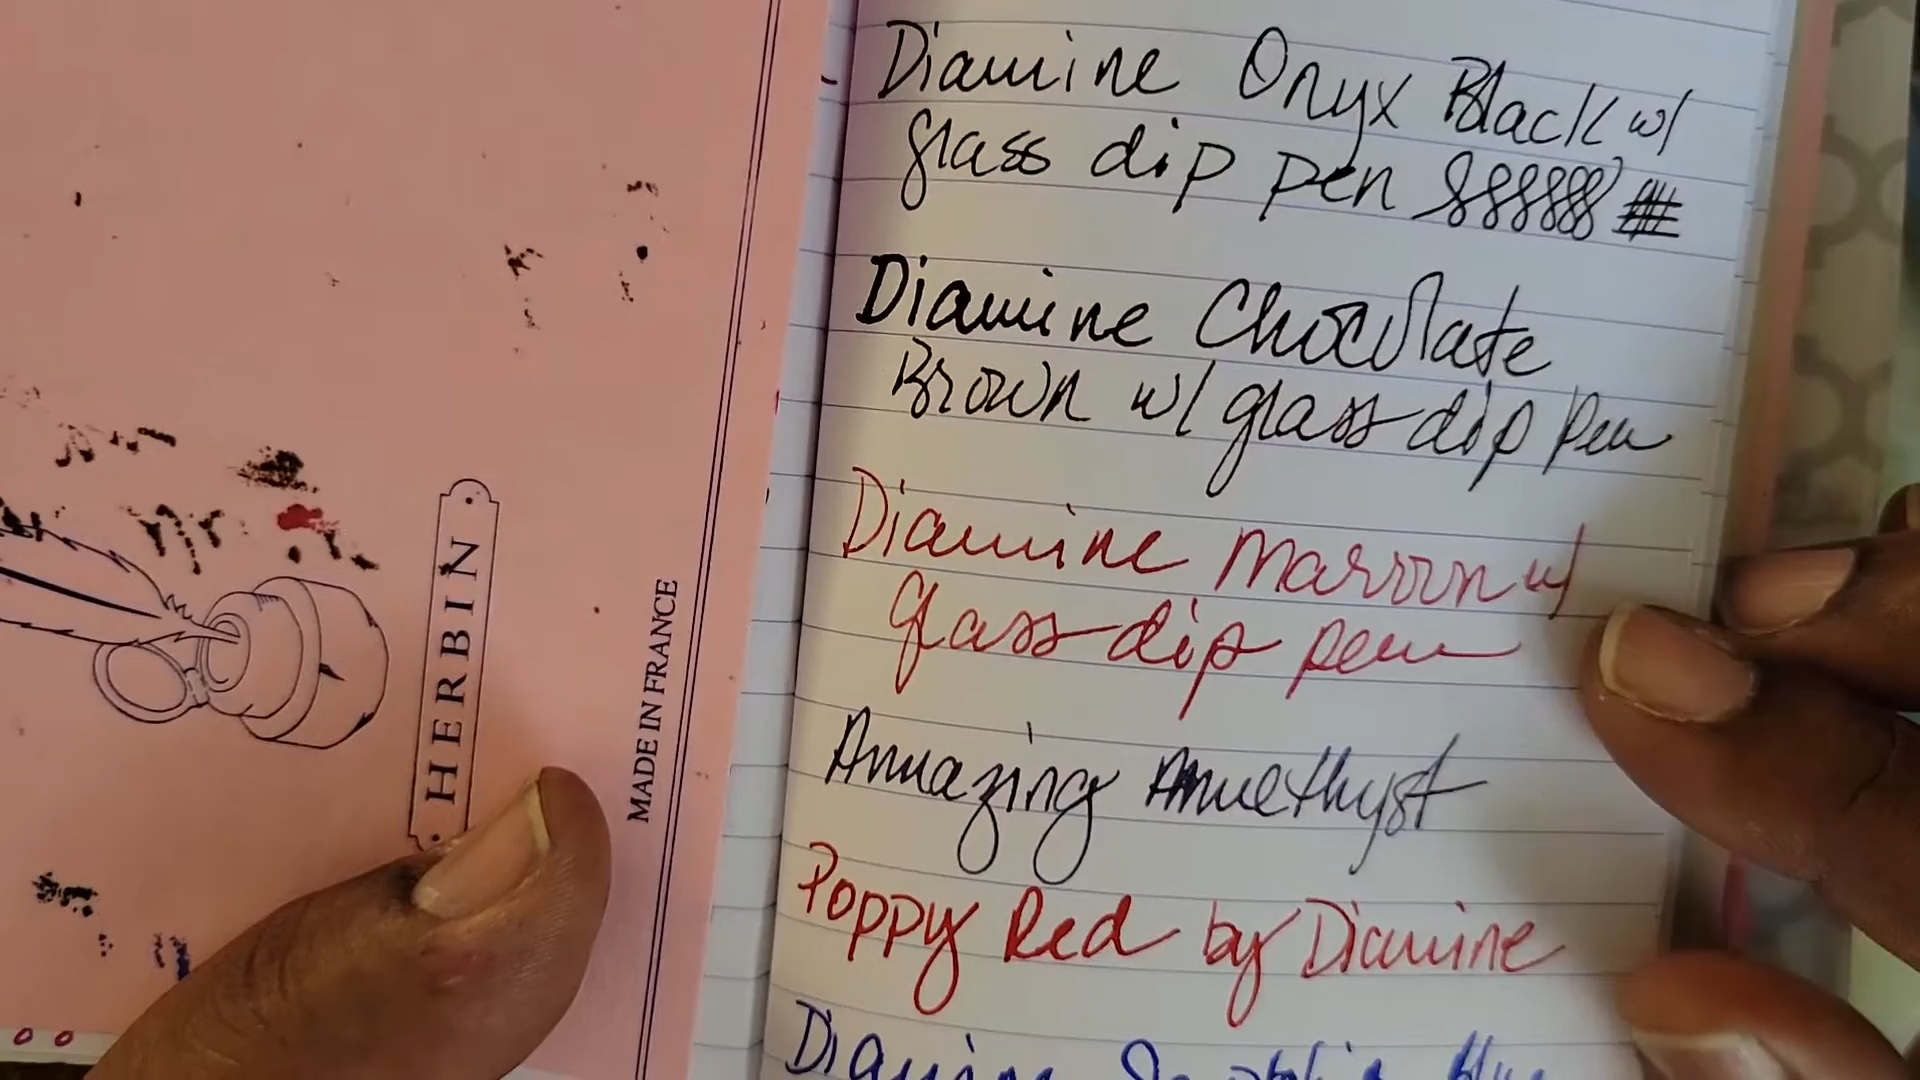 HERBIN
MADE IN FRANCE
Diamine Onyx Black w/
glass dip pen
Diamine Chocolate
Brown w/ glass dip pen
Diamine Maroon w/
glass dip pen
Amazing Amethyst
Poppy Red by Diamine
Diamine